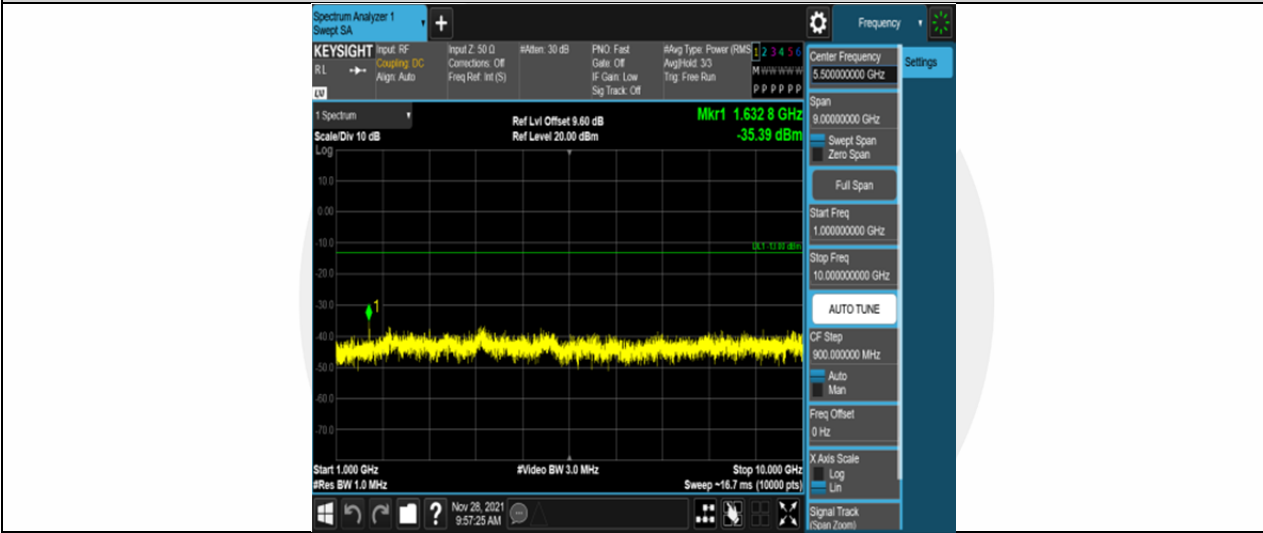 Spectrum Analyzer 1
Swept SA
+
Frequency
KEYSIGHT
RL
LV
Input: RF
Coupling: DC
Align: Auto
Input Z: 50 Ω
Corrections: Off
Freq Ref: Int (S)
#Atten: 30 dB
PNO: Fast
Gate: Off
IF Gain: Low
Sig Track: Off
#Avg Type: Power (RMS
Avg|Hold: 3/3
Trig: Free Run
1 2 3 4 5 6
M W W W W W
P P P P P P
1 Spectrum
Scale/Div 10 dB
Log
Ref Lvl Offset 9.60 dB
Ref Level 20.00 dBm
Mkr1 1.632 8 GHz
-35.39 dBm
10.0
0.00
-10.0
DL1 -13.00 dBm
-20.0
-30.0
1
-40.0
-50.0
-60.0
-70.0
Start 1.000 GHz
#Res BW 1.0 MHz
#Video BW 3.0 MHz
Stop 10.000 GHz
Sweep ~16.7 ms (10000 pts)
?
Nov 28, 2021
9:57:25 AM
Center Frequency
5.500000000 GHz
Span
9.00000000 GHz
Swept Span
Zero Span
Full Span
Start Freq
1.000000000 GHz
Stop Freq
10.000000000 GHz
AUTO TUNE
CF Step
900.000000 MHz
Auto
Man
Freq Offset
0 Hz
X Axis Scale
Log
Lin
Signal Track
(Span Zoom)
Settings